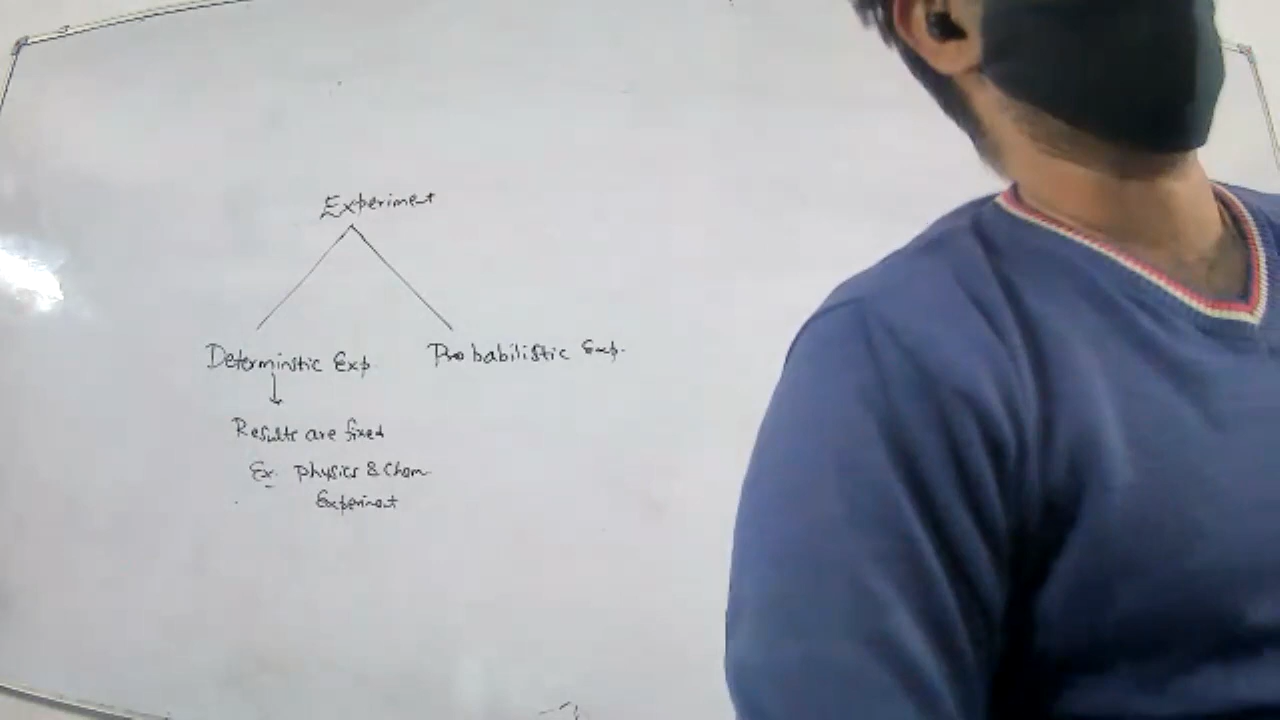 Experiment
Deterministic Exp. Probabilistic Exp.
Results are fixed
Ex. Physics & Chem
Experiment